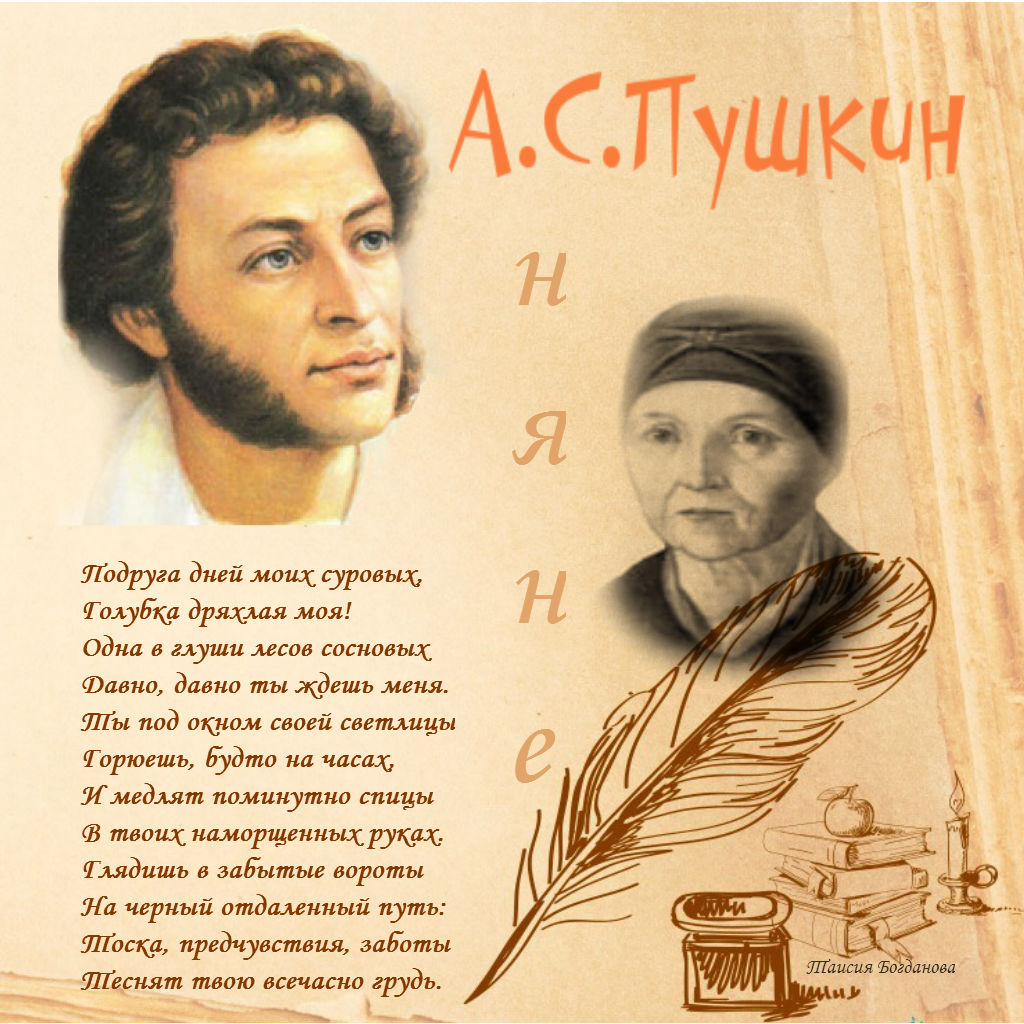 А.С.Пушкин
няне
Подруга дней моих суровых,
Голубка дряхлая моя!
Одна в глуши лесов сосновых
Давно, давно ты ждешь меня.
Ты под окном своей светлицы
Горюешь, будто на часах,
И медлят поминутно спицы
В твоих наморщенных руках.
Глядишь в забытые вороты
На черный отдаленный путь:
Тоска, предчувствия, заботы
Теснят твою всечасно грудь.
Таисия Богданова